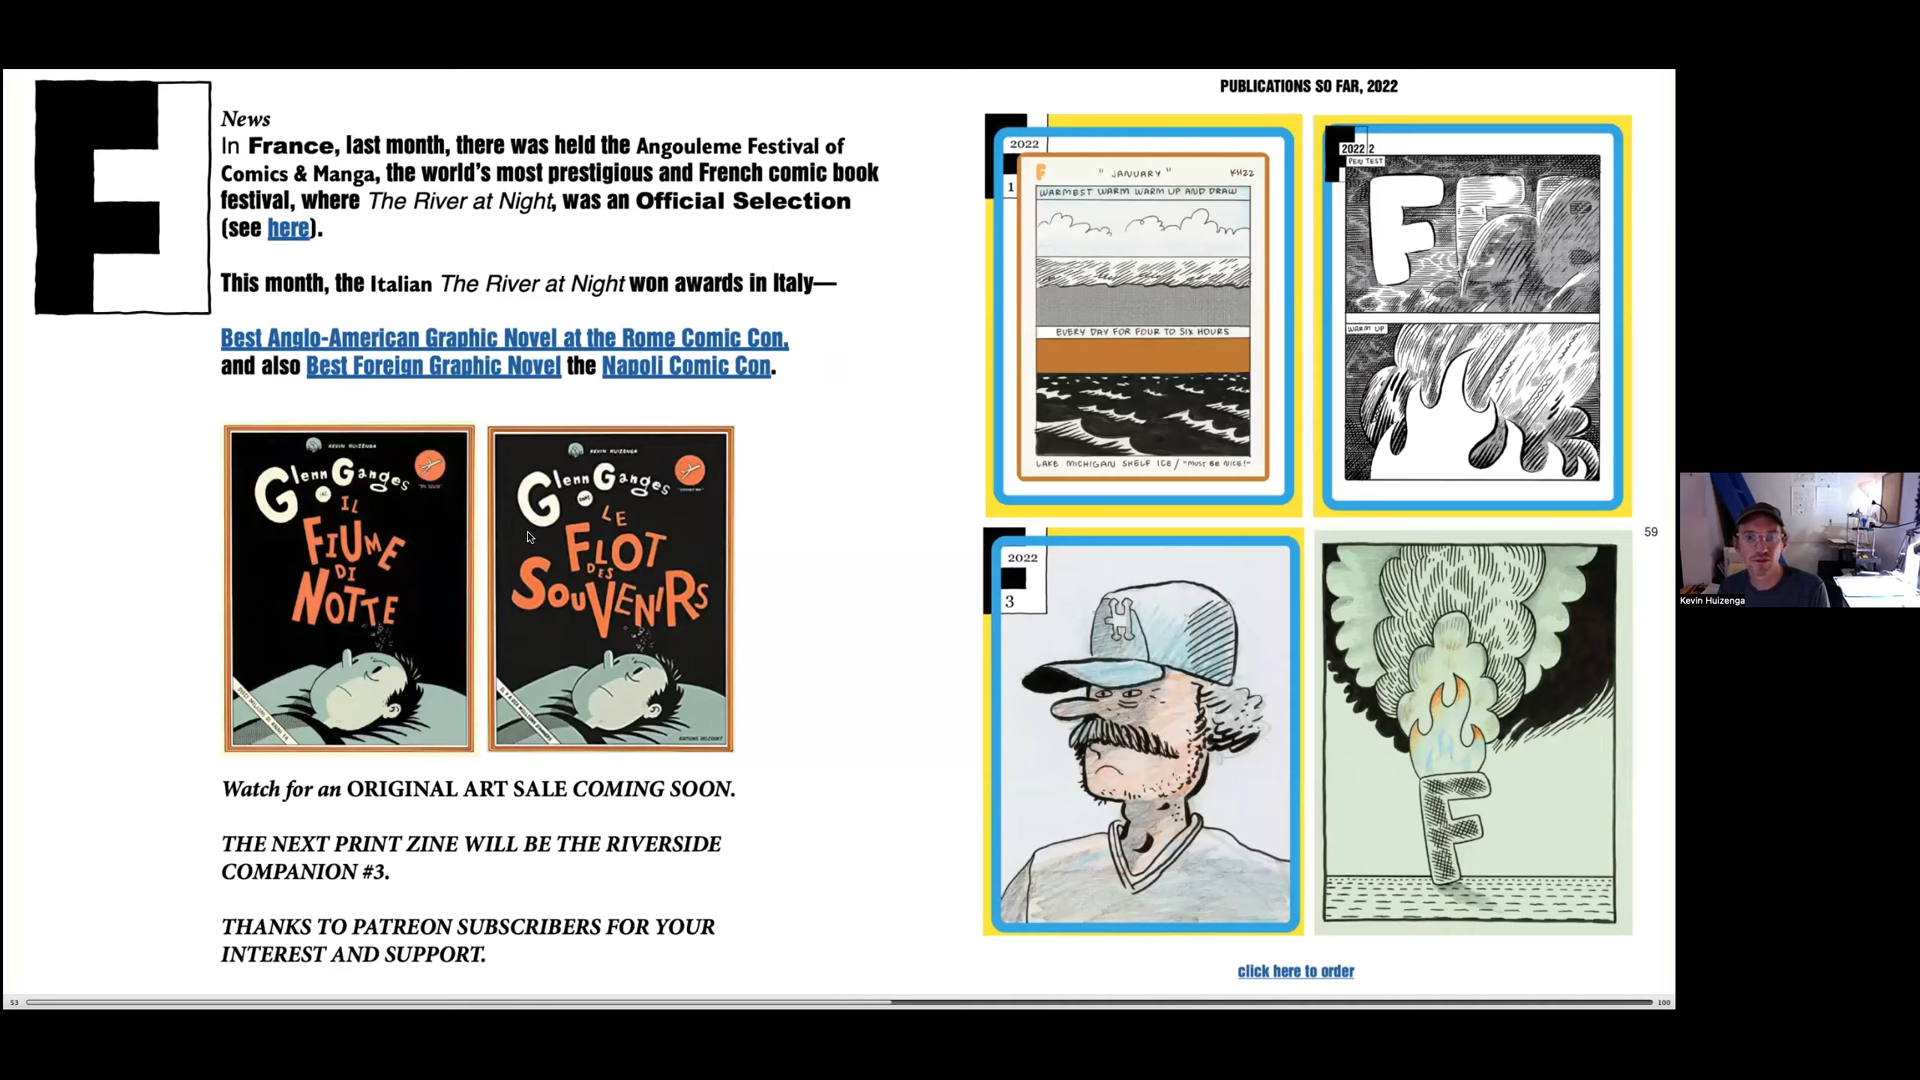 News
In France, last month, there was held the Angouleme Festival of
Comics & Manga, the world's most prestigious and French comic book
festival, where The River at Night, was an Official Selection
(see here).
This month, the Italian The River at Night won awards in Italy—
Best Anglo-American Graphic Novel at the Rome Comic Con,
and also Best Foreign Graphic Novel the Napoli Comic Con.
KEVIN HUIZENGA
Glenn Ganges
IL
FIUME
DI
NOTTE
KEVIN HUIZENGA
Glenn Ganges
DANS
LE
FLOT
DES
SOUVENIRS
EDITIONS DELCOURT
Watch for an ORIGINAL ART SALE COMING SOON.
THE NEXT PRINT ZINE WILL BE THE RIVERSIDE
COMPANION #3.
THANKS TO PATREON SUBSCRIBERS FOR YOUR
INTEREST AND SUPPORT.
PUBLICATIONS SO FAR, 2022
2022
1
F
"JANUARY"
KH22
WARMEST WARM WARM UP AND DRAW
EVERY DAY FOR FOUR TO SIX HOURS
LAKE MICHIGAN SHELF ICE / "MUST BE NICE!"
2022 2
PEN TEST
F
WARM UP
2022
3
F
59
click here to order
53
100
Kevin Huizenga